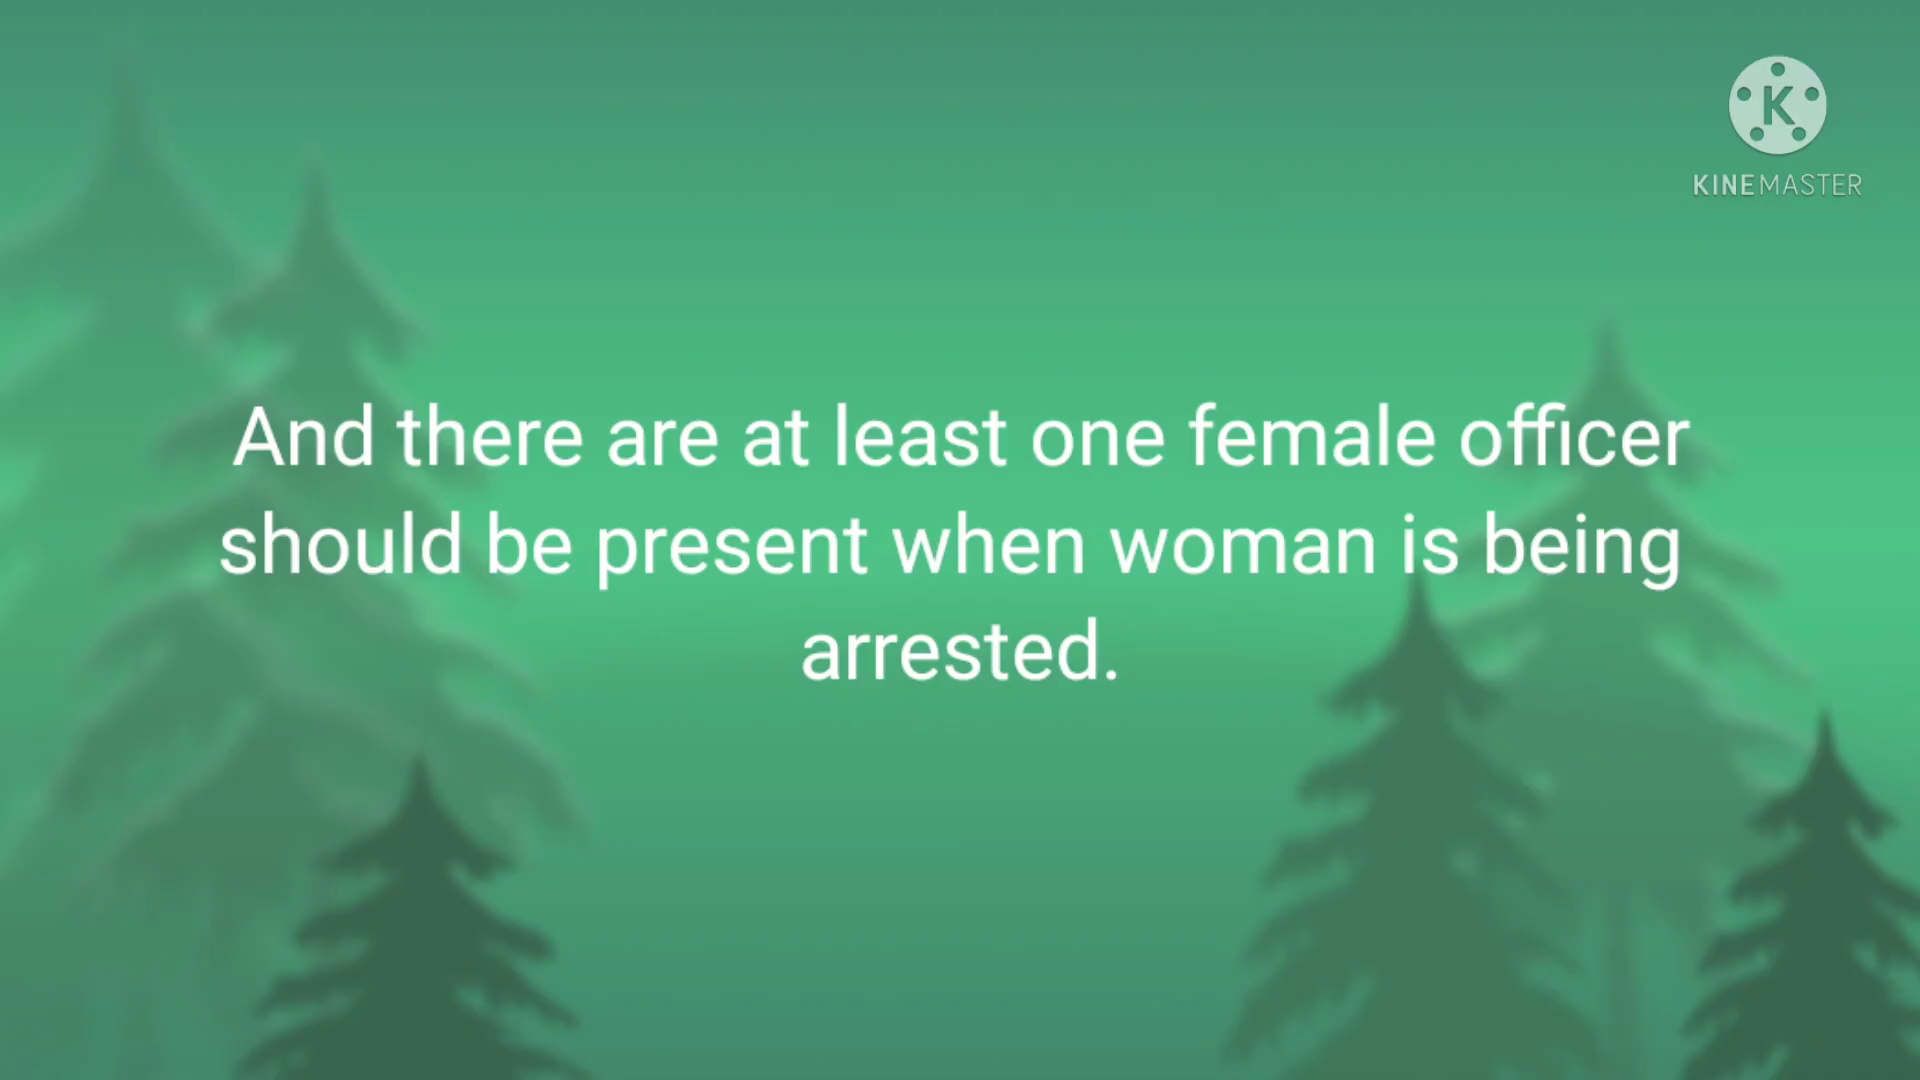 K
KINEMASTER
And there are at least one female officer
should be present when woman is being
arrested.